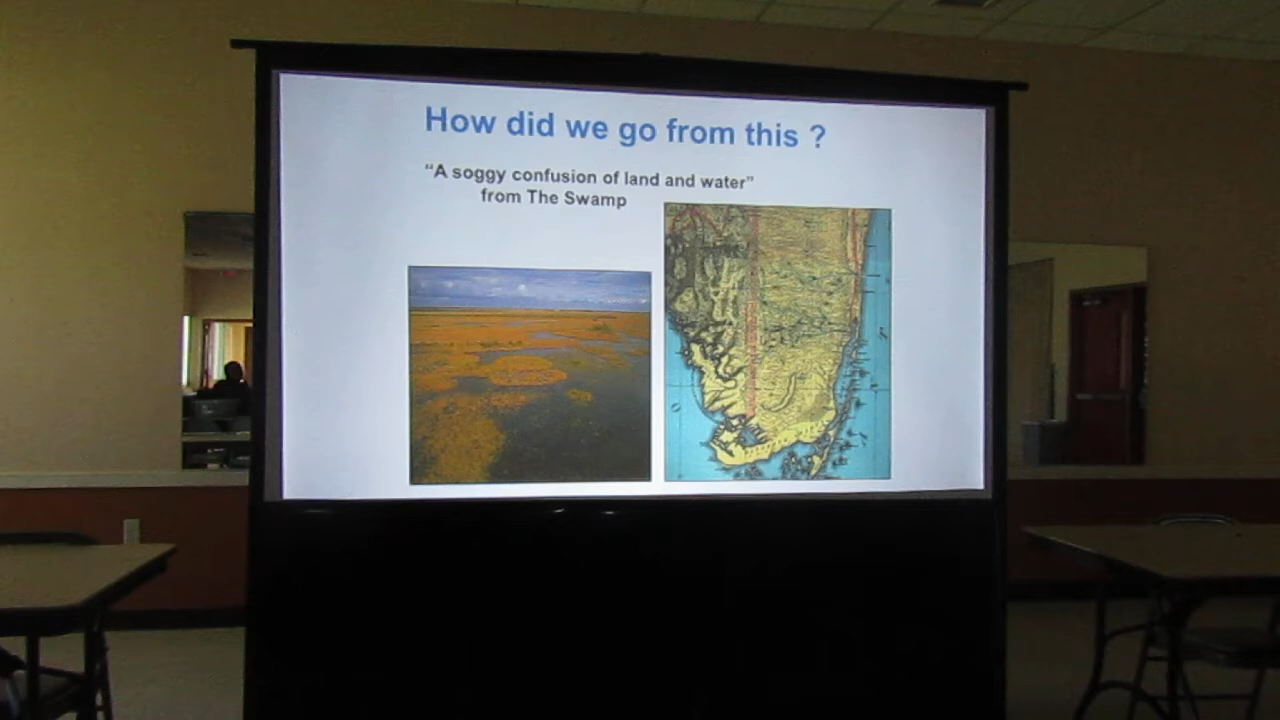 How did we go from this ?
“A soggy confusion of land and water”
from The Swamp